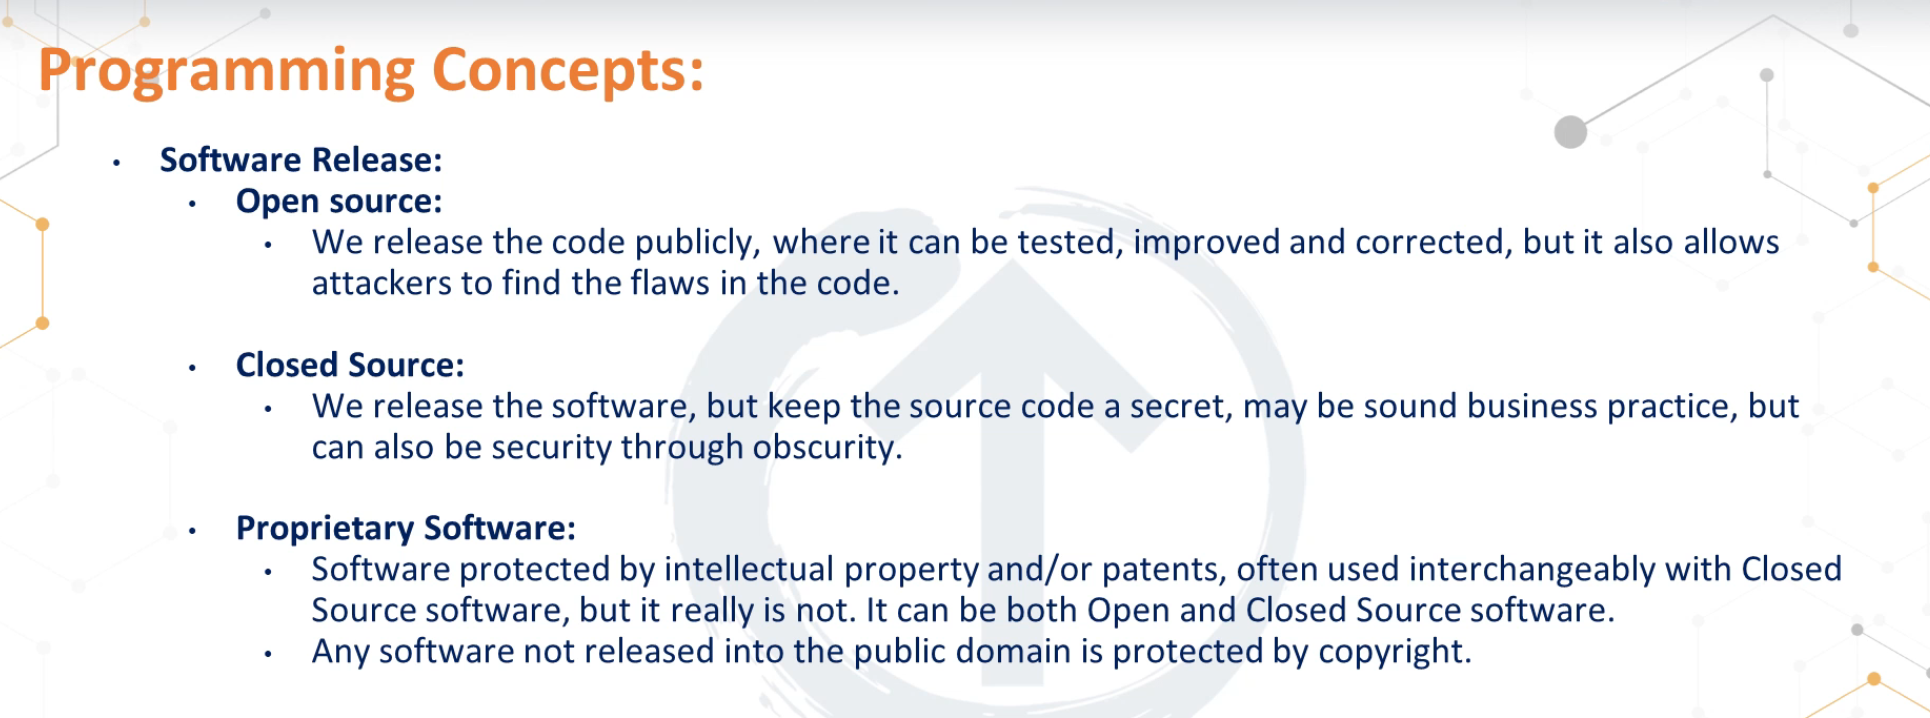 Programming Concepts:
• Software Release:
• Open source:
• We release the code publicly, where it can be tested, improved and corrected, but it also allows
attackers to find the flaws in the code.
• Closed Source:
• We release the software, but keep the source code a secret, may be sound business practice, but
can also be security through obscurity.
• Proprietary Software:
• Software protected by intellectual property and/or patents, often used interchangeably with Closed
Source software, but it really is not. It can be both Open and Closed Source software.
• Any software not released into the public domain is protected by copyright.